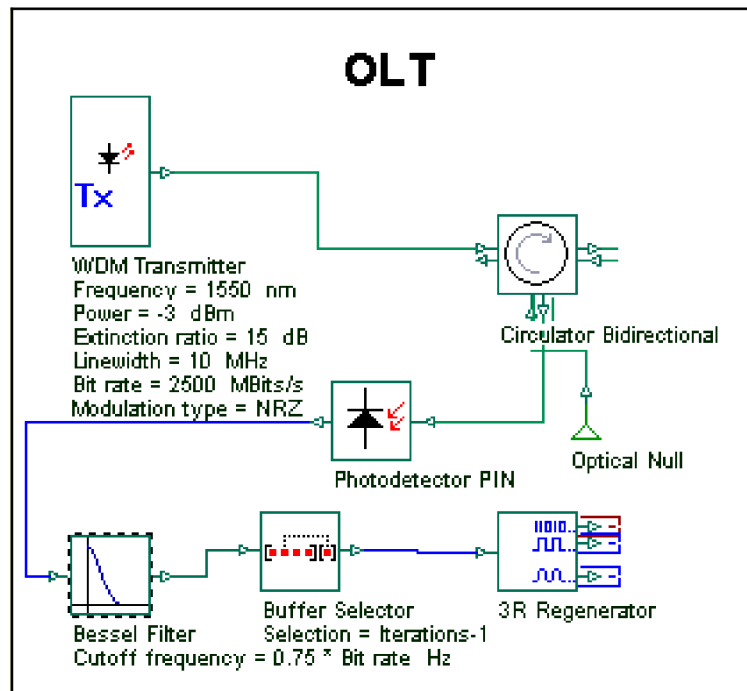 OLT
Tx
WDM Transmitter
Frequency = 1550 nm
Power = -3 dBm
Extinction ratio = 15 dB
Linewidth = 10 MHz
Bit rate = 2500 MBits/s
Modulation type = NRZ
Circulator Bidirectional
Optical Null
Photodetector PIN
Bessel Filter
Cutoff frequency = 0.75 * Bit rate Hz
Buffer Selector
Selection = Iterations-1
3R Regenerator